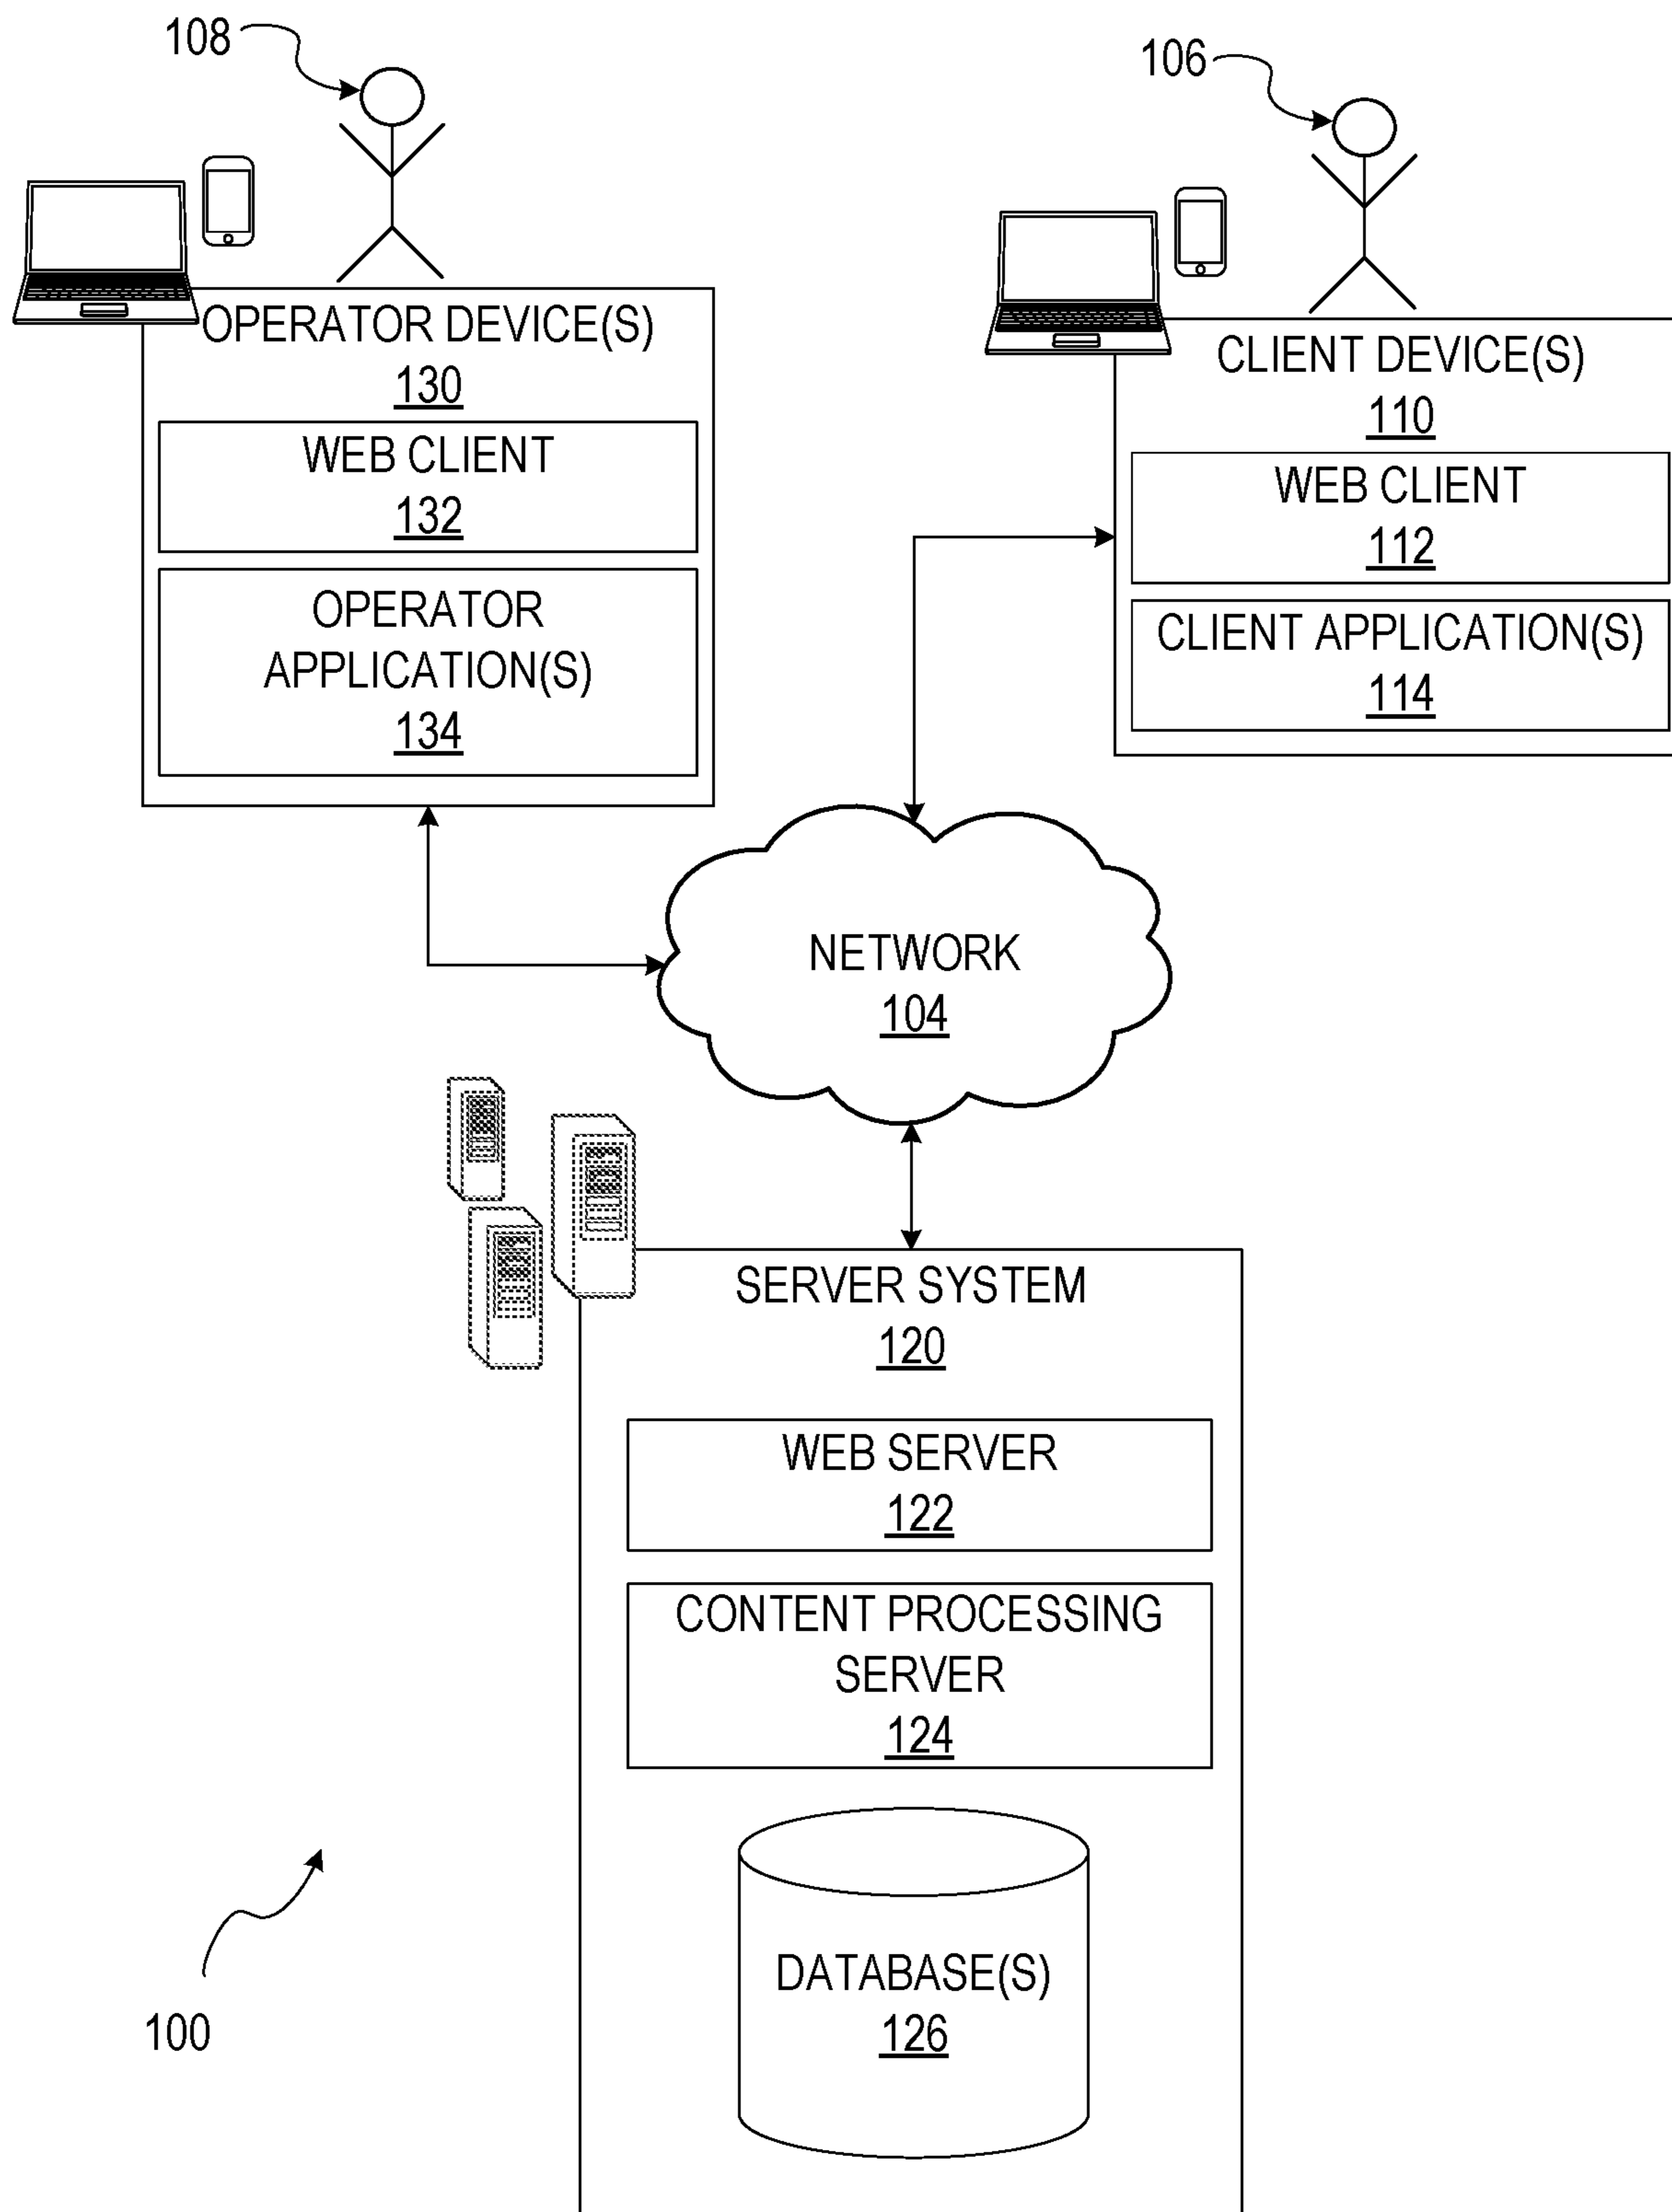 108
106
OPERATOR DEVICE(S)
130
WEB CLIENT
132
OPERATOR
APPLICATION(S)
134
CLIENT DEVICE(S)
110
WEB CLIENT
112
CLIENT APPLICATION(S)
114
NETWORK
104
SERVER SYSTEM
120
WEB SERVER
122
CONTENT PROCESSING
SERVER
124
DATABASE(S)
126
100